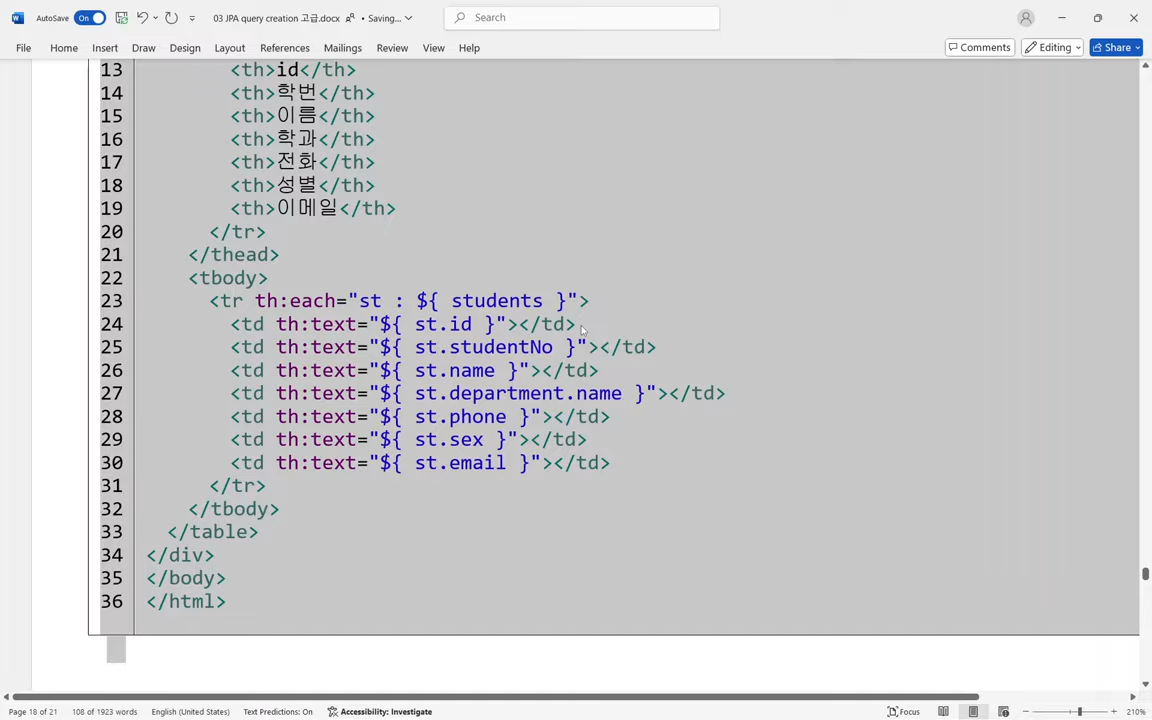 AutoSave On 03 JPA query creation 고급.docx • Saving... Search
File Home Insert Draw Design Layout References Mailings Review View Help Comments Editing Share
13 <th>id</th>
14 <th>학번</th>
15 <th>이름</th>
16 <th>학과</th>
17 <th>전화</th>
18 <th>성별</th>
19 <th>이메일</th>
20 </tr>
21 </thead>
22 <tbody>
23 <tr th:each="st : ${ students }">
24 <td th:text="${ st.id }"></td>
25 <td th:text="${ st.studentNo }"></td>
26 <td th:text="${ st.name }"></td>
27 <td th:text="${ st.department.name }"></td>
28 <td th:text="${ st.phone }"></td>
29 <td th:text="${ st.sex }"></td>
30 <td th:text="${ st.email }"></td>
31 </tr>
32 </tbody>
33 </table>
34 </div>
35 </body>
36 </html>
Page 18 of 21 108 of 1923 words English (United States) Text Predictions: On Accessibility: Investigate Focus 210%